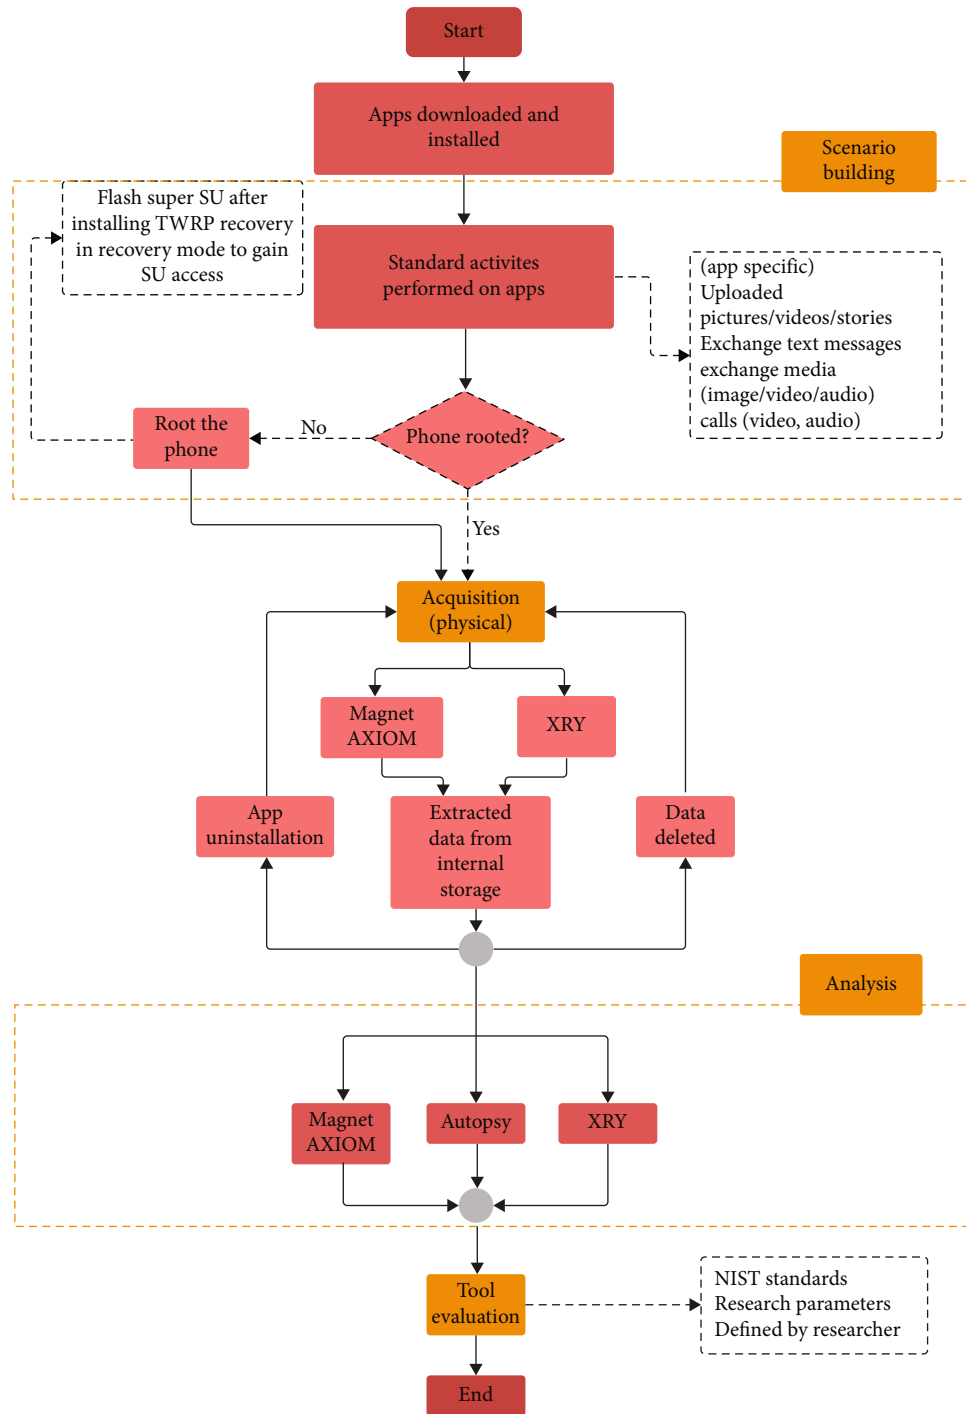 Start
Apps downloaded and
installed
Scenario
building
Flash super SU after
installing TWRP recovery
in recovery mode to gain
SU access
Standard activites
performed on apps
(app specific)
Uploaded
pictures/videos/stories
Exchange text messages
exchange media
(image/video/audio)
calls (video, audio)
Root the
phone
No
Phone rooted?
Yes
Acquisition
(physical)
Magnet
AXIOM
XRY
App
uninstallation
Extracted
data from
internal
storage
Data
deleted
Analysis
Magnet
AXIOM
Autopsy
XRY
Tool
evaluation
NIST standards
Research parameters
Defined by researcher
End